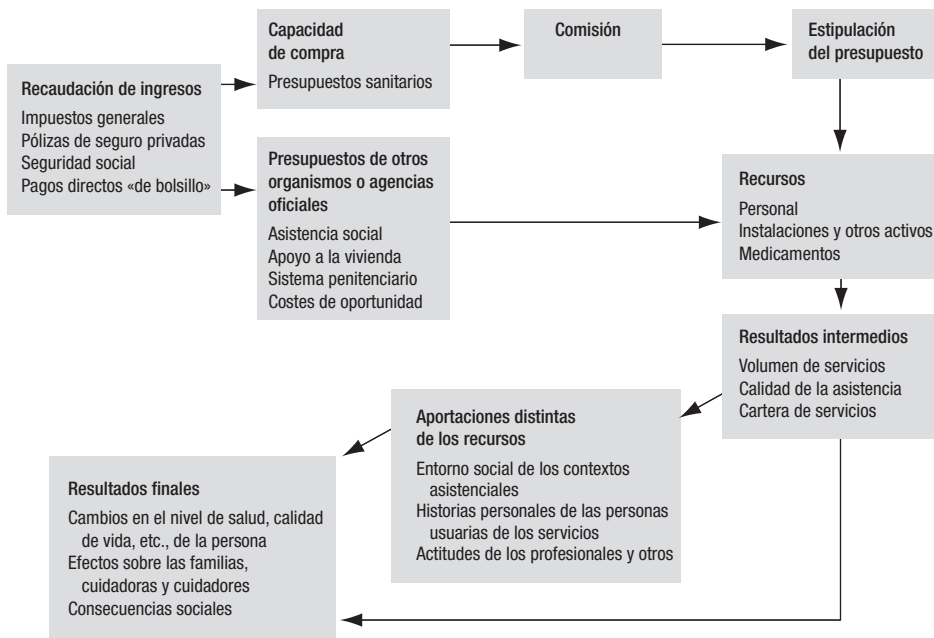 Recaudación de ingresos
Impuestos generales
Pólizas de seguro privadas
Seguridad social
Pagos directos «de bolsillo»
Capacidad
de compra
Presupuestos sanitarios
Comisión
Estipulación
del presupuesto
Presupuestos de otros
organismos o agencias
oficiales
Asistencia social
Apoyo a la vivienda
Sistema penitenciario
Costes de oportunidad
Recursos
Personal
Instalaciones y otros activos
Medicamentos
Resultados intermedios
Volumen de servicios
Calidad de la asistencia
Cartera de servicios
Aportaciones distintas
de los recursos
Entorno social de los contextos
asistenciales
Historias personales de las personas
usuarias de los servicios
Actitudes de los profesionales y otros
Resultados finales
Cambios en el nivel de salud, calidad
de vida, etc., de la persona
Efectos sobre las familias,
cuidadoras y cuidadores
Consecuencias sociales